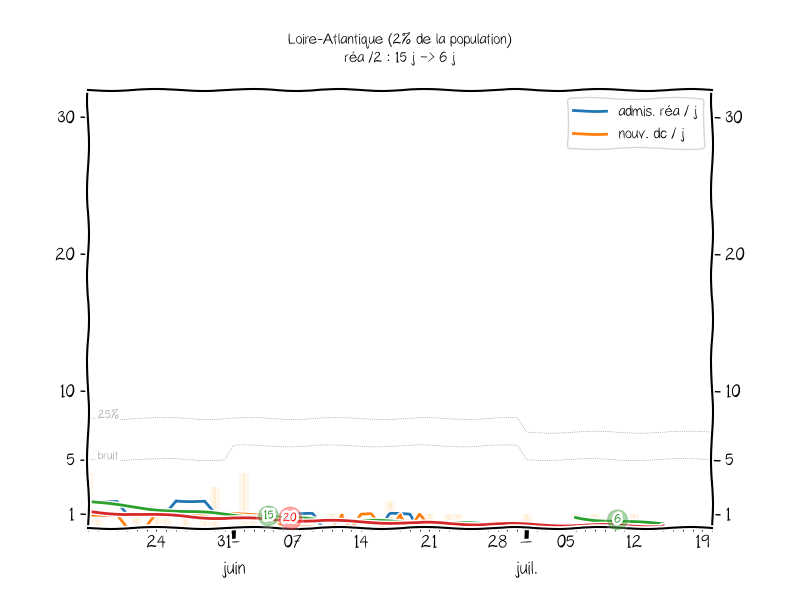 Loire-Atlantique (2% de la population)
réa /2 : 15 j -> 6 j
admis. réa / j
nouv. dc / j
30 30
20 20
10 10
25%
5 bruit 5
1 15 20 6 1
24 31 07 14 21 28 05 12 19
juin juil.